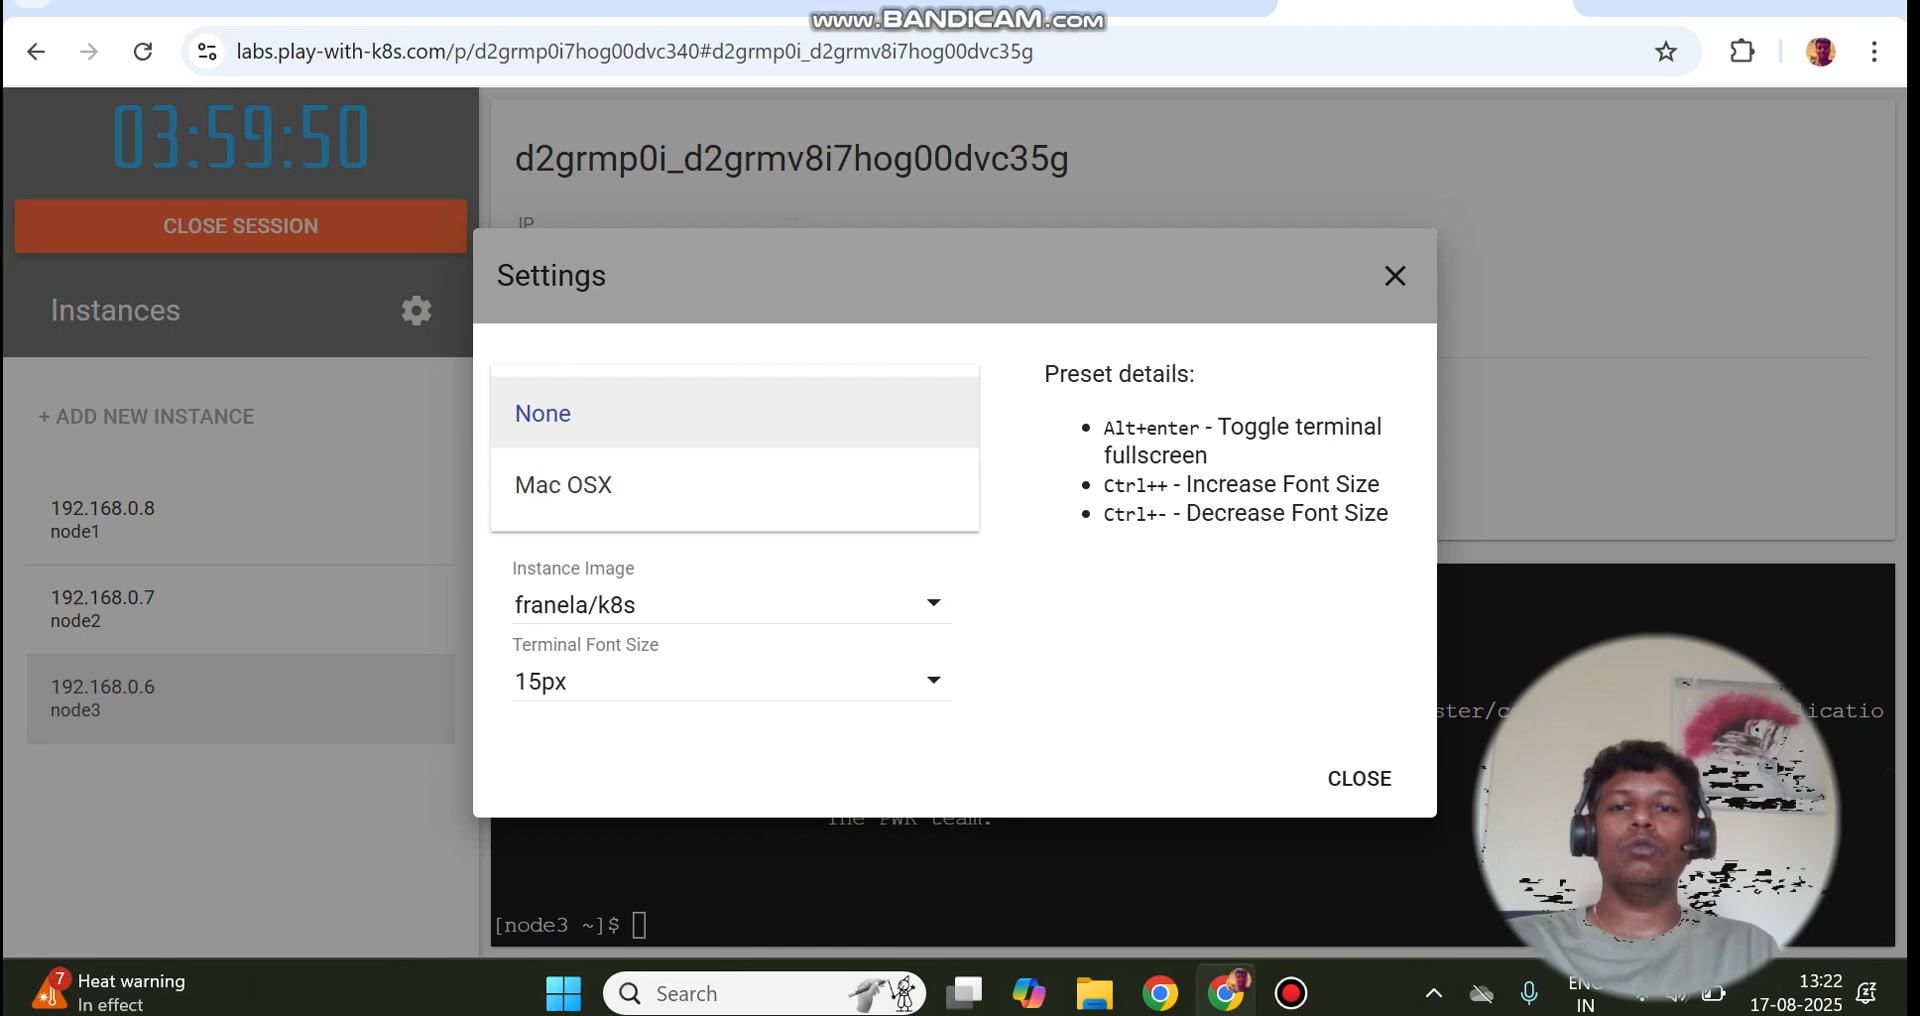 www.BANDICAM.com
labs.play-with-k8s.com/p/d2grmp0i7hog00dvc340#d2grmp0i_d2grmv8i7hog00dvc35g
03:59:50
CLOSE SESSION
Instances
+ ADD NEW INSTANCE
192.168.0.8
node1
192.168.0.7
node2
192.168.0.6
node3
d2grmp0i_d2grmv8i7hog00dvc35g
IP
Settings
None
Mac OSX
Instance Image
franela/k8s
Terminal Font Size
15px
Preset details:
Alt+enter - Toggle terminal
fullscreen
Ctrl++ - Increase Font Size
Ctrl+- - Decrease Font Size
CLOSE
The PWK team.
[node3 ~]$
7
Heat warning
In effect
Search
ENG
IN
13:22
17-08-2025